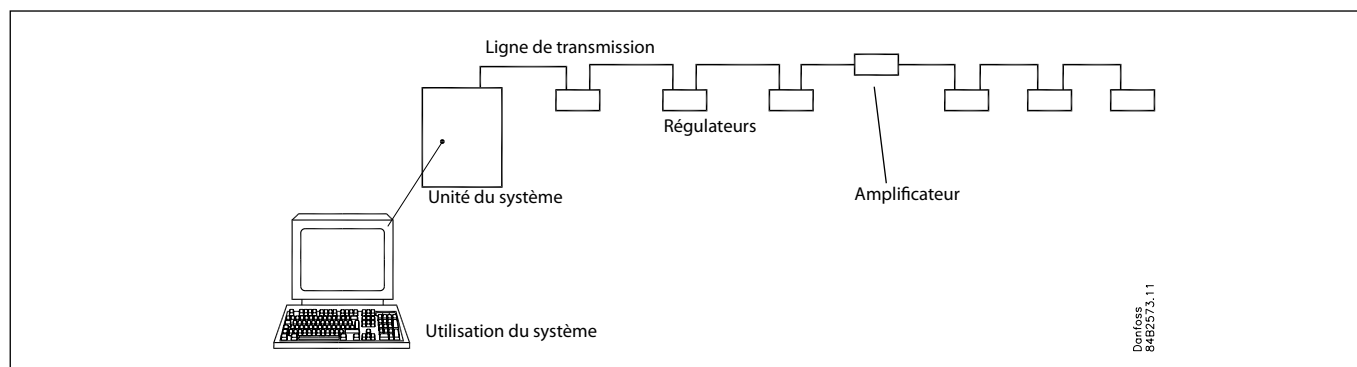 Ligne de transmission
Régulateurs
Amplificateur
Unité du système
Utilisation du système
Danfoss
84B2573.11